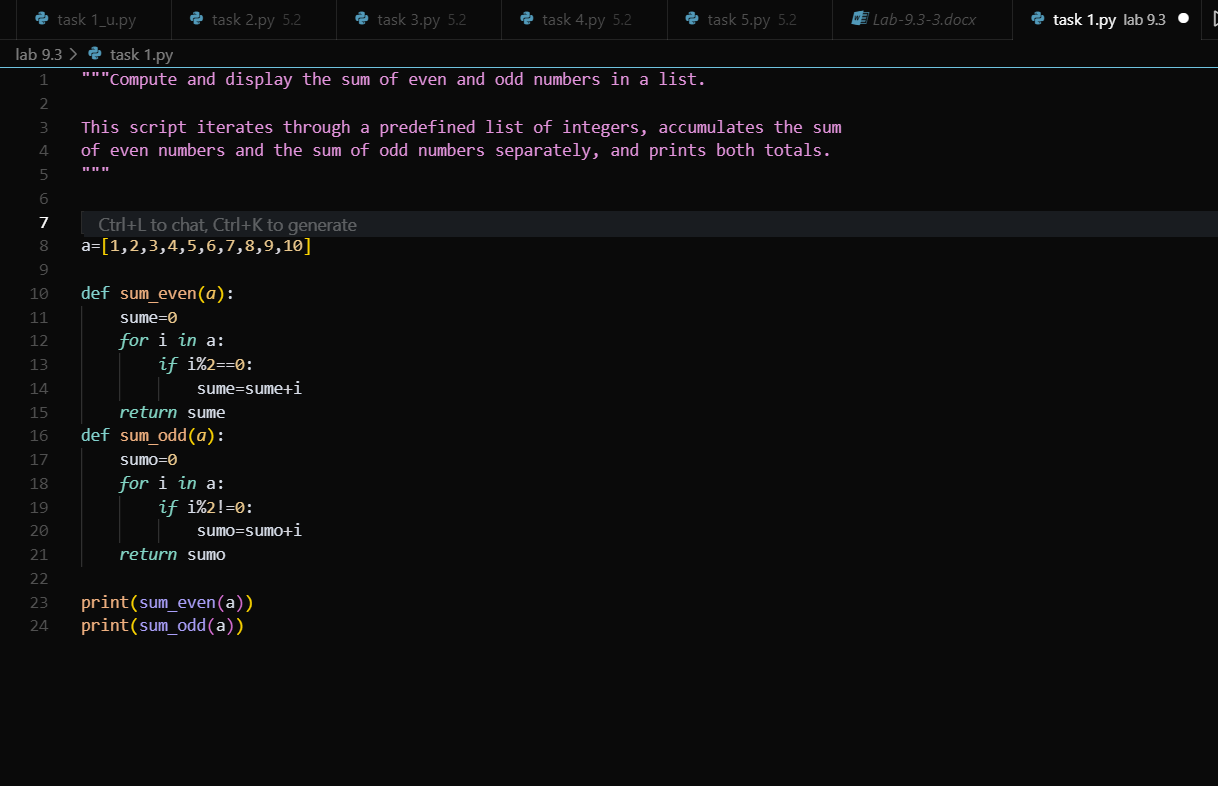 task 1_u.py task 2.py 5.2 task 3.py 5.2 task 4.py 5.2 task 5.py 5.2 Lab-9.3-3.docx task 1.py lab 9.3
lab 9.3 > task 1.py
1 """Compute and display the sum of even and odd numbers in a list.
2
3 This script iterates through a predefined list of integers, accumulates the sum
4 of even numbers and the sum of odd numbers separately, and prints both totals.
5 """
6
7 Ctrl+L to chat, Ctrl+K to generate
8 a=[1,2,3,4,5,6,7,8,9,10]
9
10 def sum_even(a):
11     sume=0
12     for i in a:
13         if i%2==0:
14             sume=sume+i
15     return sume
16 def sum_odd(a):
17     sumo=0
18     for i in a:
19         if i%2!=0:
20             sumo=sumo+i
21     return sumo
22
23 print(sum_even(a))
24 print(sum_odd(a))